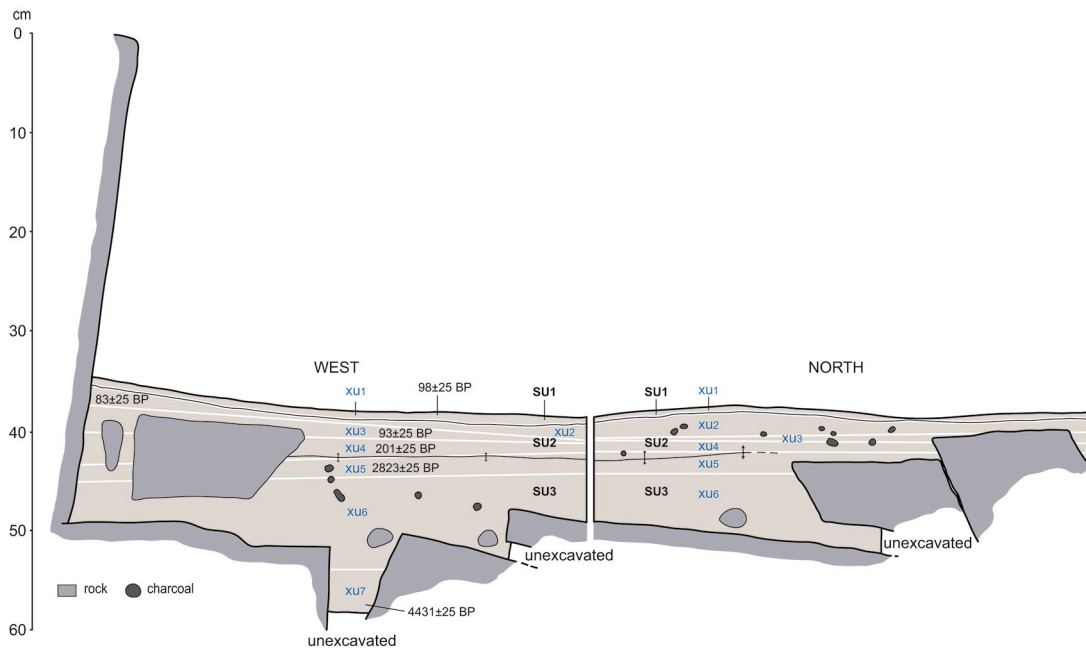 cm
0
10
20
30
40
50
60
WEST
NORTH
xu1
98±25 BP
SU1
SU1
xu1
83±25 BP
xu3
93±25 BP
xu2
SU2
SU2
xu2
xu3
xu4
201±25 BP
xu4
xu5
2823±25 BP
xu5
SU3
SU3
xu6
xu6
unexcavated
unexcavated
rock
charcoal
xu7
4431±25 BP
unexcavated